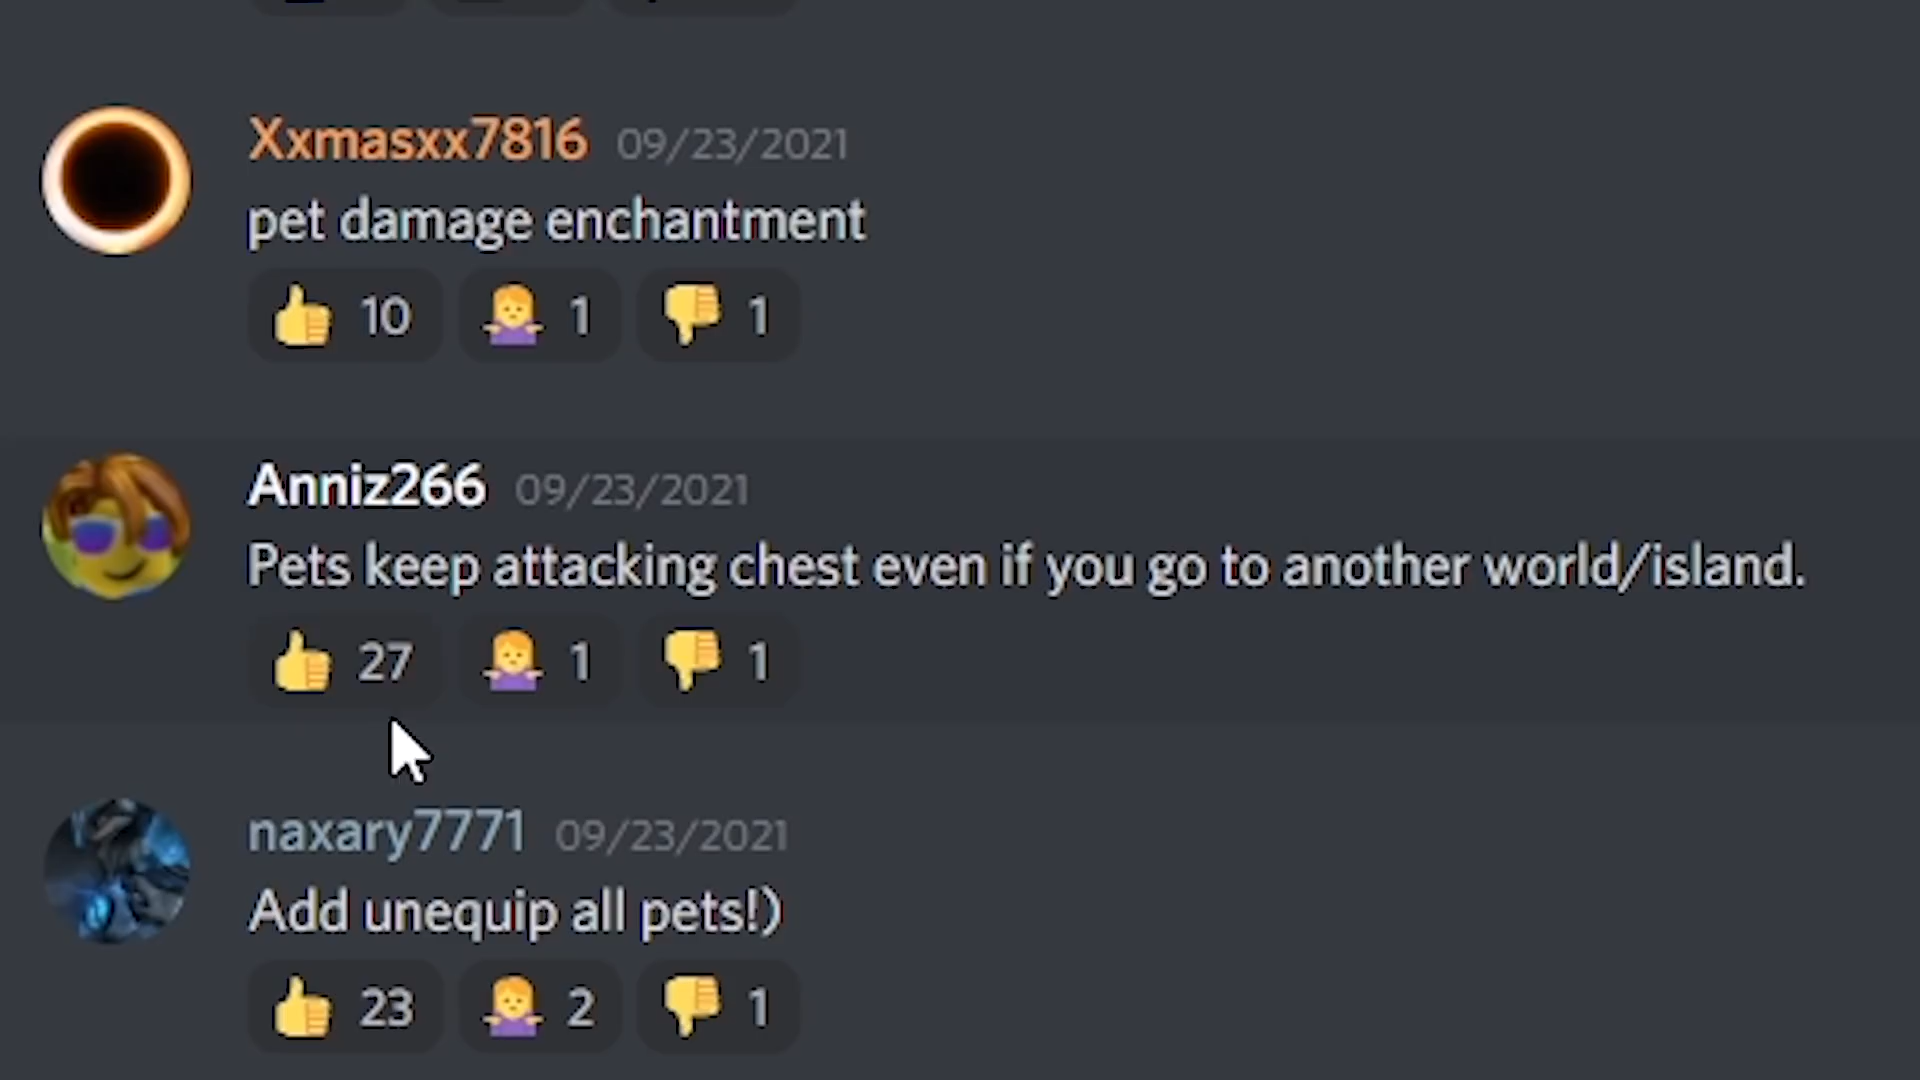 Xxmasxx7816 09/23/2021
pet damage enchantment
10 1 1
Anniz266 09/23/2021
Pets keep attacking chest even if you go to another world/island.
27 1 1
naxary7771 09/23/2021
Add unequip all pets!)
23 2 1